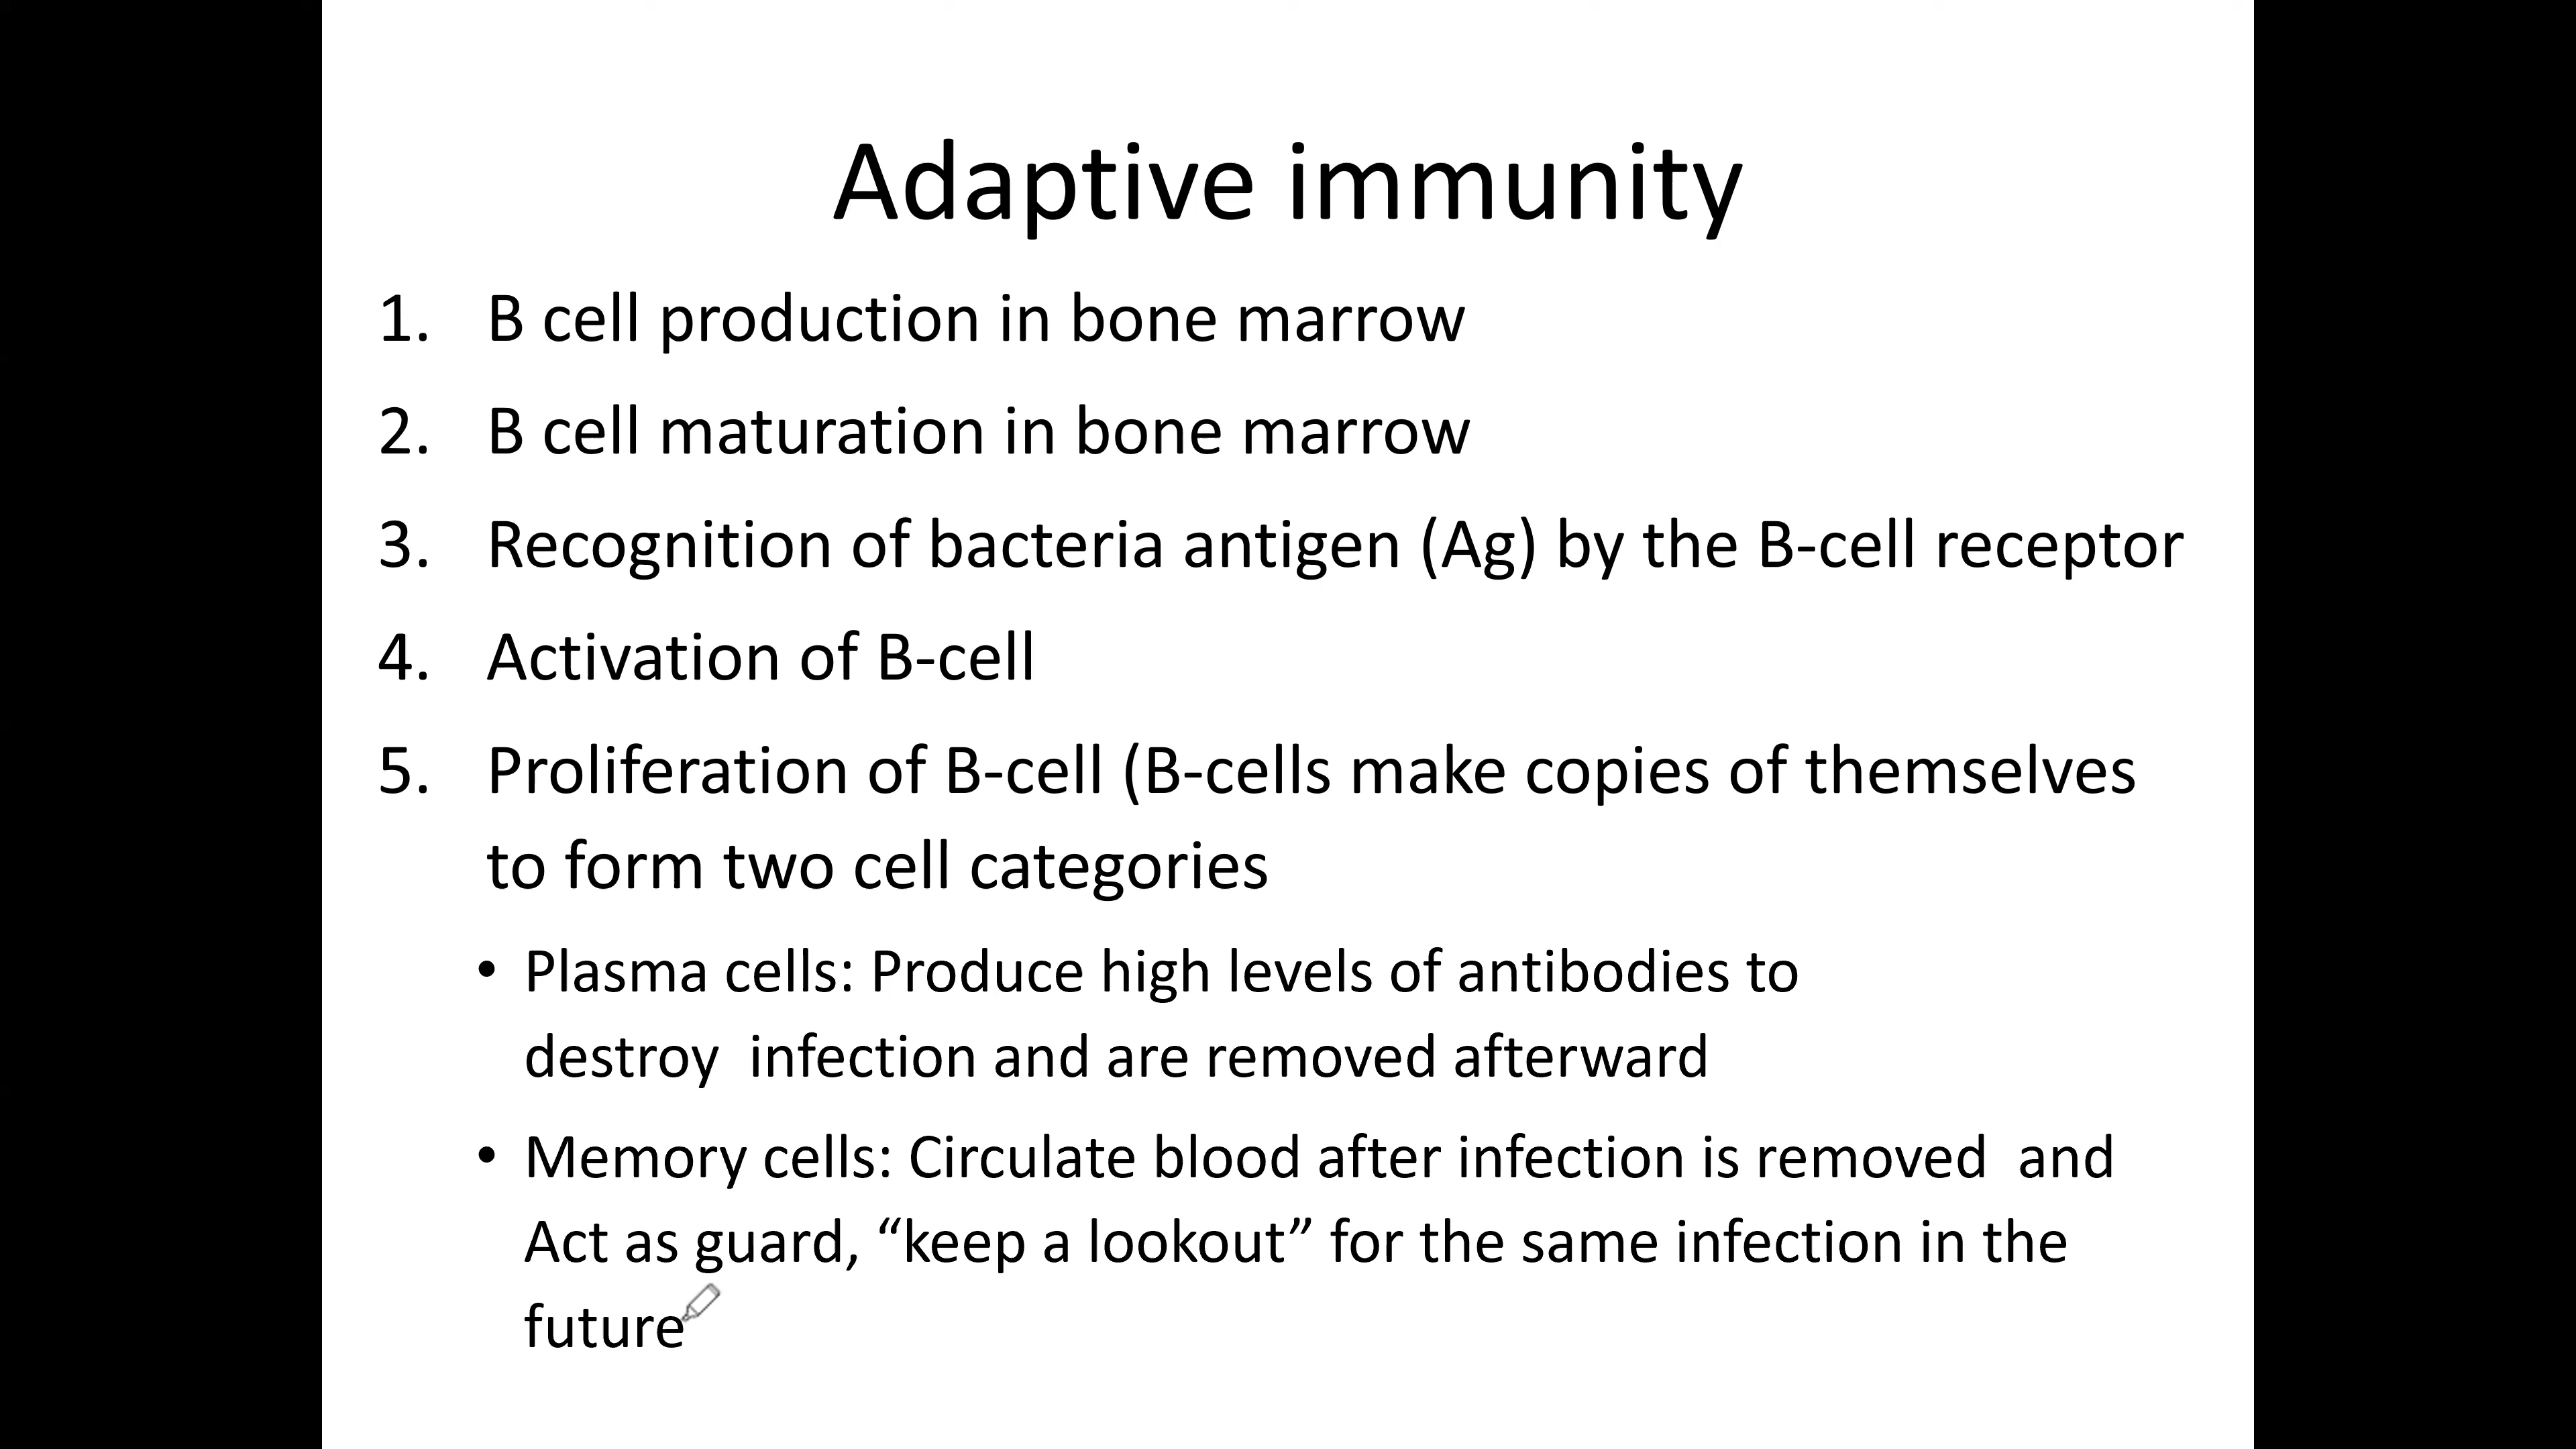 Adaptive immunity
1. B cell production in bone marrow
2. B cell maturation in bone marrow
3. Recognition of bacteria antigen (Ag) by the B-cell receptor
4. Activation of B-cell
5. Proliferation of B-cell (B-cells make copies of themselves
to form two cell categories
• Plasma cells: Produce high levels of antibodies to
destroy  infection and are removed afterward
• Memory cells: Circulate blood after infection is removed  and
Act as guard, “keep a lookout” for the same infection in the
future